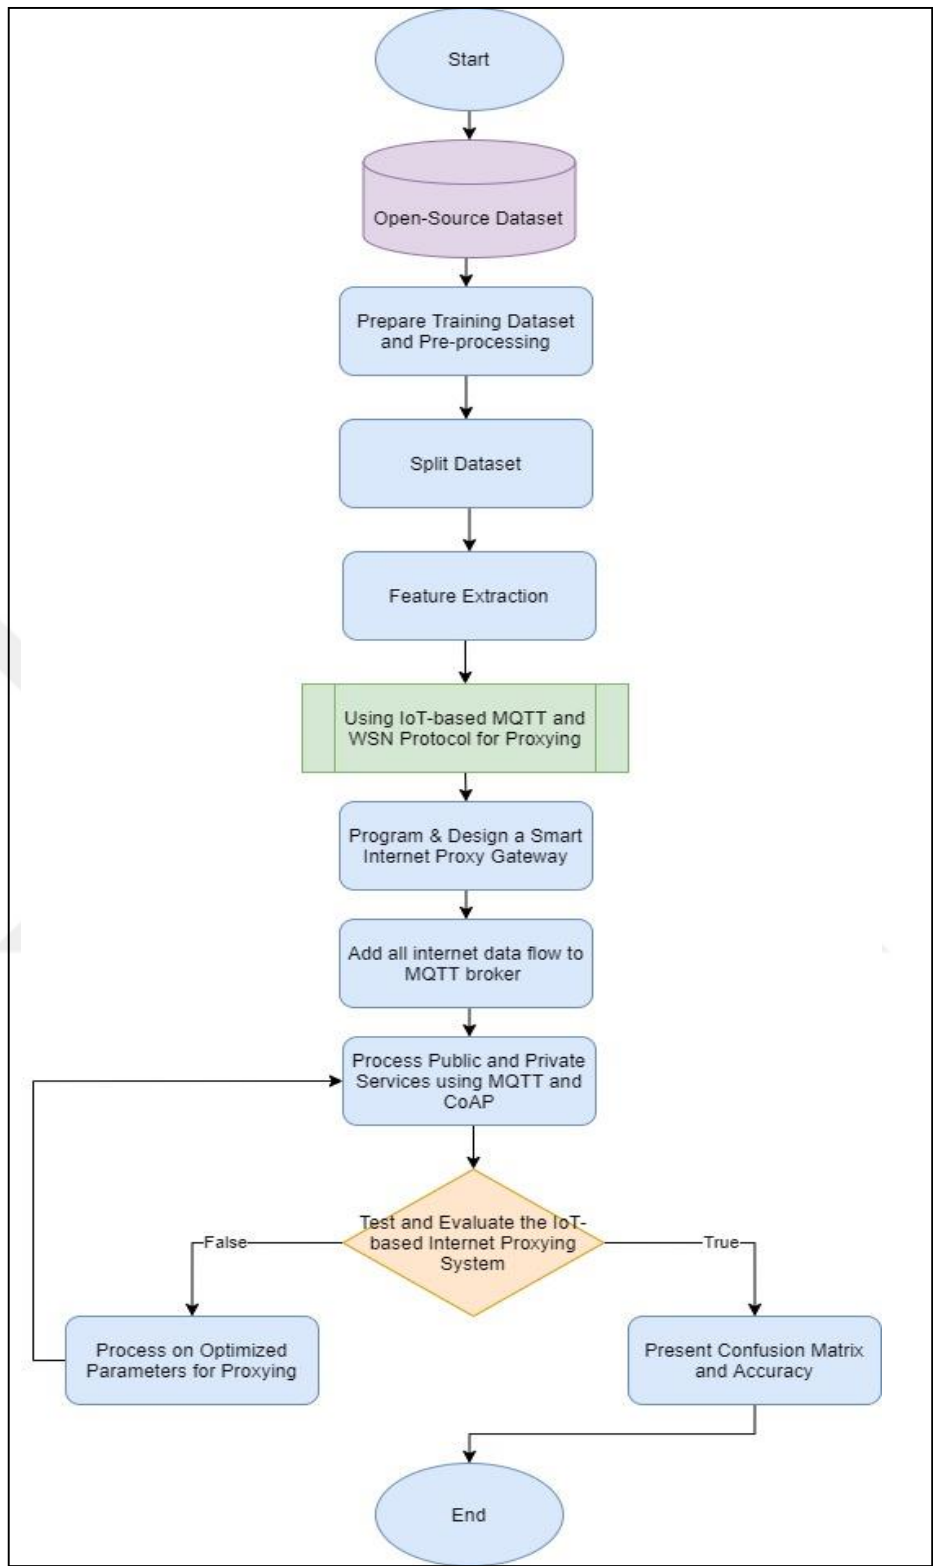 Start
Open-Source Dataset
Prepare Training Dataset
and Pre-processing
Split Dataset
Feature Extraction
Using IoT-based MQTT and
WSN Protocol for Proxying
Program & Design a Smart
Internet Proxy Gateway
Add all internet data flow to
MQTT broker
Process Public and Private
Services using MQTT and
CoAP
Test and Evaluate the IoT-
based Internet Proxying
System
False
True
Process on Optimized
Parameters for Proxying
Present Confusion Matrix
and Accuracy
End